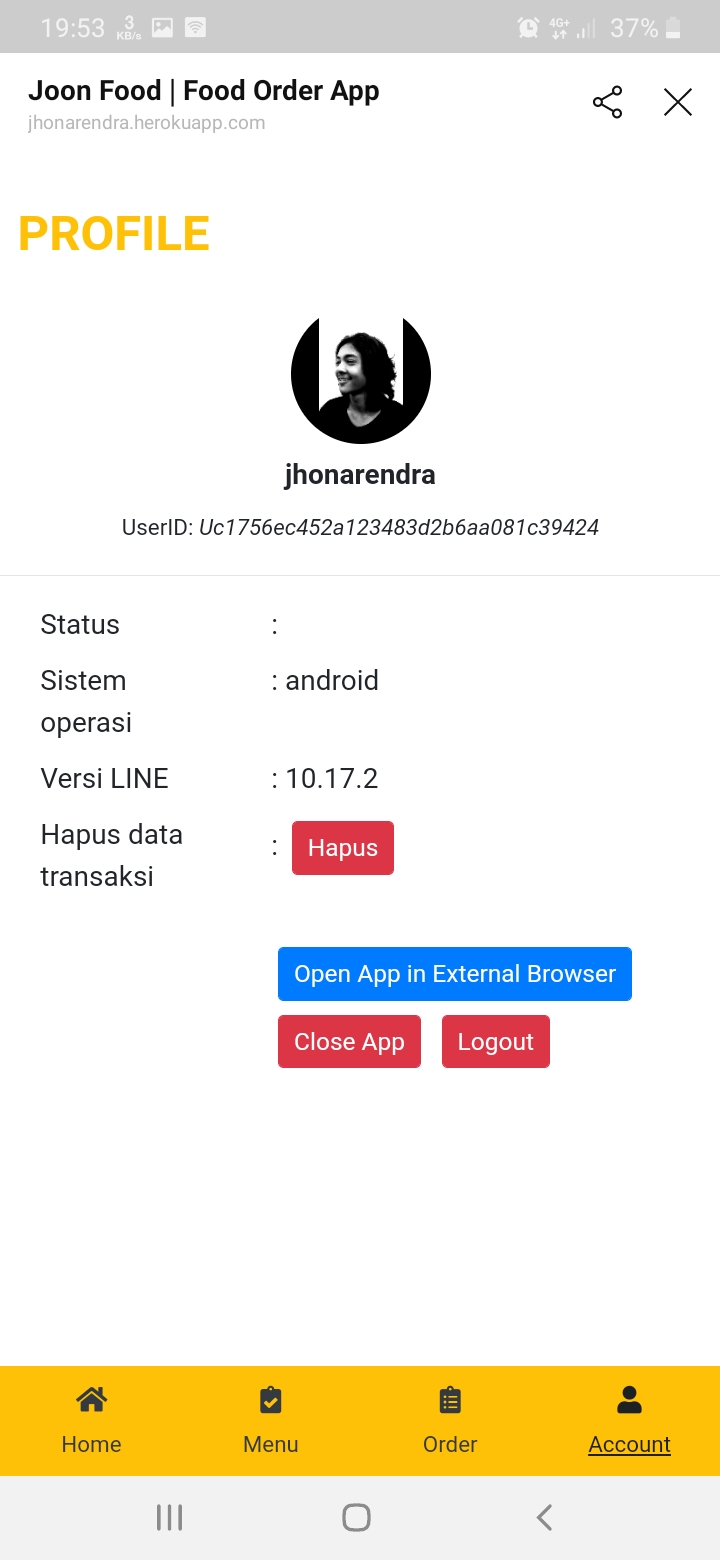 19:53 3 KB/s 4G+ 37%
Joon Food | Food Order App
jhonarendra.herokuapp.com
PROFILE
jhonarendra
UserID: Uc1756ec452a123483d2b6aa081c39424
Status :
Sistem operasi : android
Versi LINE : 10.17.2
Hapus data transaksi : Hapus
Open App in External Browser
Close App Logout
Home Menu Order Account